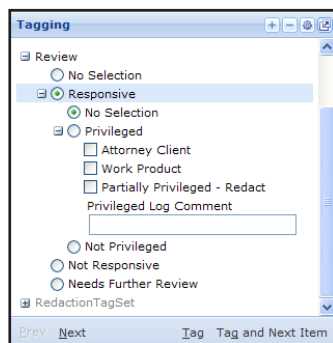 Tagging
Review
No Selection
Responsive
No Selection
Privileged
Attorney Client
Work Product
Partially Privileged - Redact
Privileged Log Comment
Not Privileged
Not Responsive
Needs Further Review
RedactionTagSet
Prev Next Tag Tag and Next Item